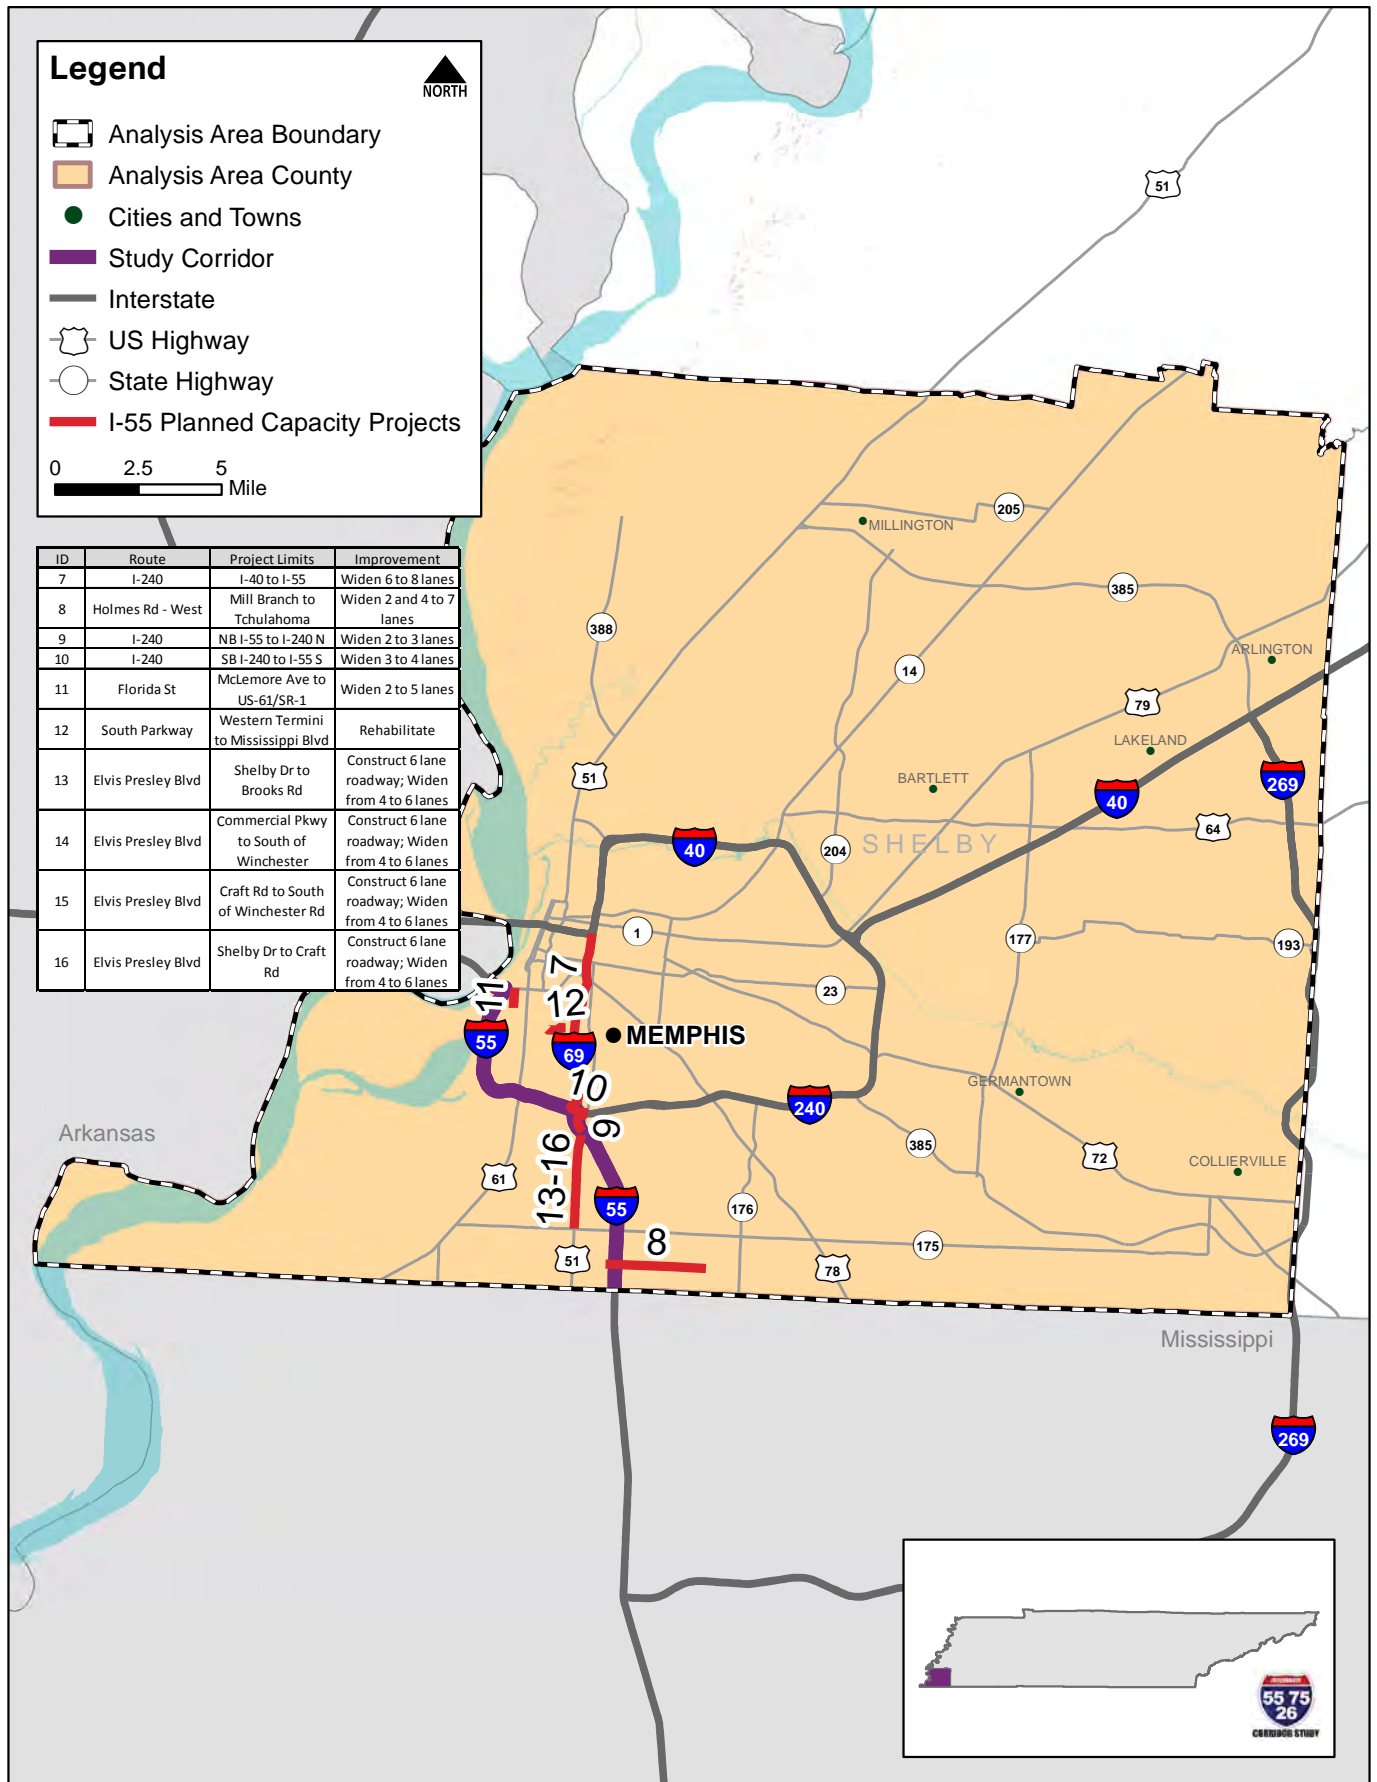 Legend
NORTH
Analysis Area Boundary
Analysis Area County
Cities and Towns
Study Corridor
Interstate
US Highway
State Highway
I-55 Planned Capacity Projects
0 2.5 5
Mile
ID Route Project Limits Improvement
7 I-240 I-40 to I-55 Widen 6 to 8 lanes
8 Holmes Rd - West Mill Branch to Tchulahoma Widen 2 and 4 to 7 lanes
9 I-240 NB I-55 to I-240 N Widen 2 to 3 lanes
10 I-240 SB I-240 to I-55 S Widen 3 to 4 lanes
11 Florida St McLemore Ave to US-61/SR-1 Widen 2 to 5 lanes
12 South Parkway Western Termini to Mississippi Blvd Rehabilitate
13 Elvis Presley Blvd Shelby Dr to Brooks Rd Construct 6 lane roadway; Widen from 4 to 6 lanes
14 Elvis Presley Blvd Commercial Pkwy to South of Winchester Construct 6 lane roadway; Widen from 4 to 6 lanes
15 Elvis Presley Blvd Craft Rd to South of Winchester Rd Construct 6 lane roadway; Widen from 4 to 6 lanes
16 Elvis Presley Blvd Shelby Dr to Craft Rd Construct 6 lane roadway; Widen from 4 to 6 lanes
51
205
MILLINGTON
385
388
ARLINGTON
14
79
LAKELAND
51
BARTLETT
269
40
64
SHELBY
40
204
1
177
193
7
23
11
12
55
69
MEMPHIS
10
GERMANTOWN
240
9
Arkansas
385
72
COLLIERVILLE
61
13-16
55
176
8
175
51
78
Mississippi
269
55 75
26
CORRIDOR STUDY